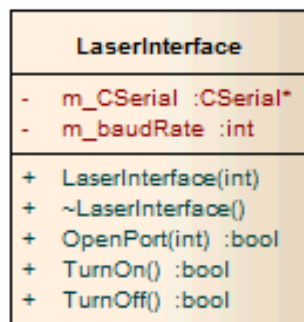 LaserInterface
- m_CSerial :CSerial*
- m_baudRate :int
+ LaserInterface(int)
+ ~LaserInterface()
+ OpenPort(int) :bool
+ TurnOn() :bool
+ TurnOff() :bool